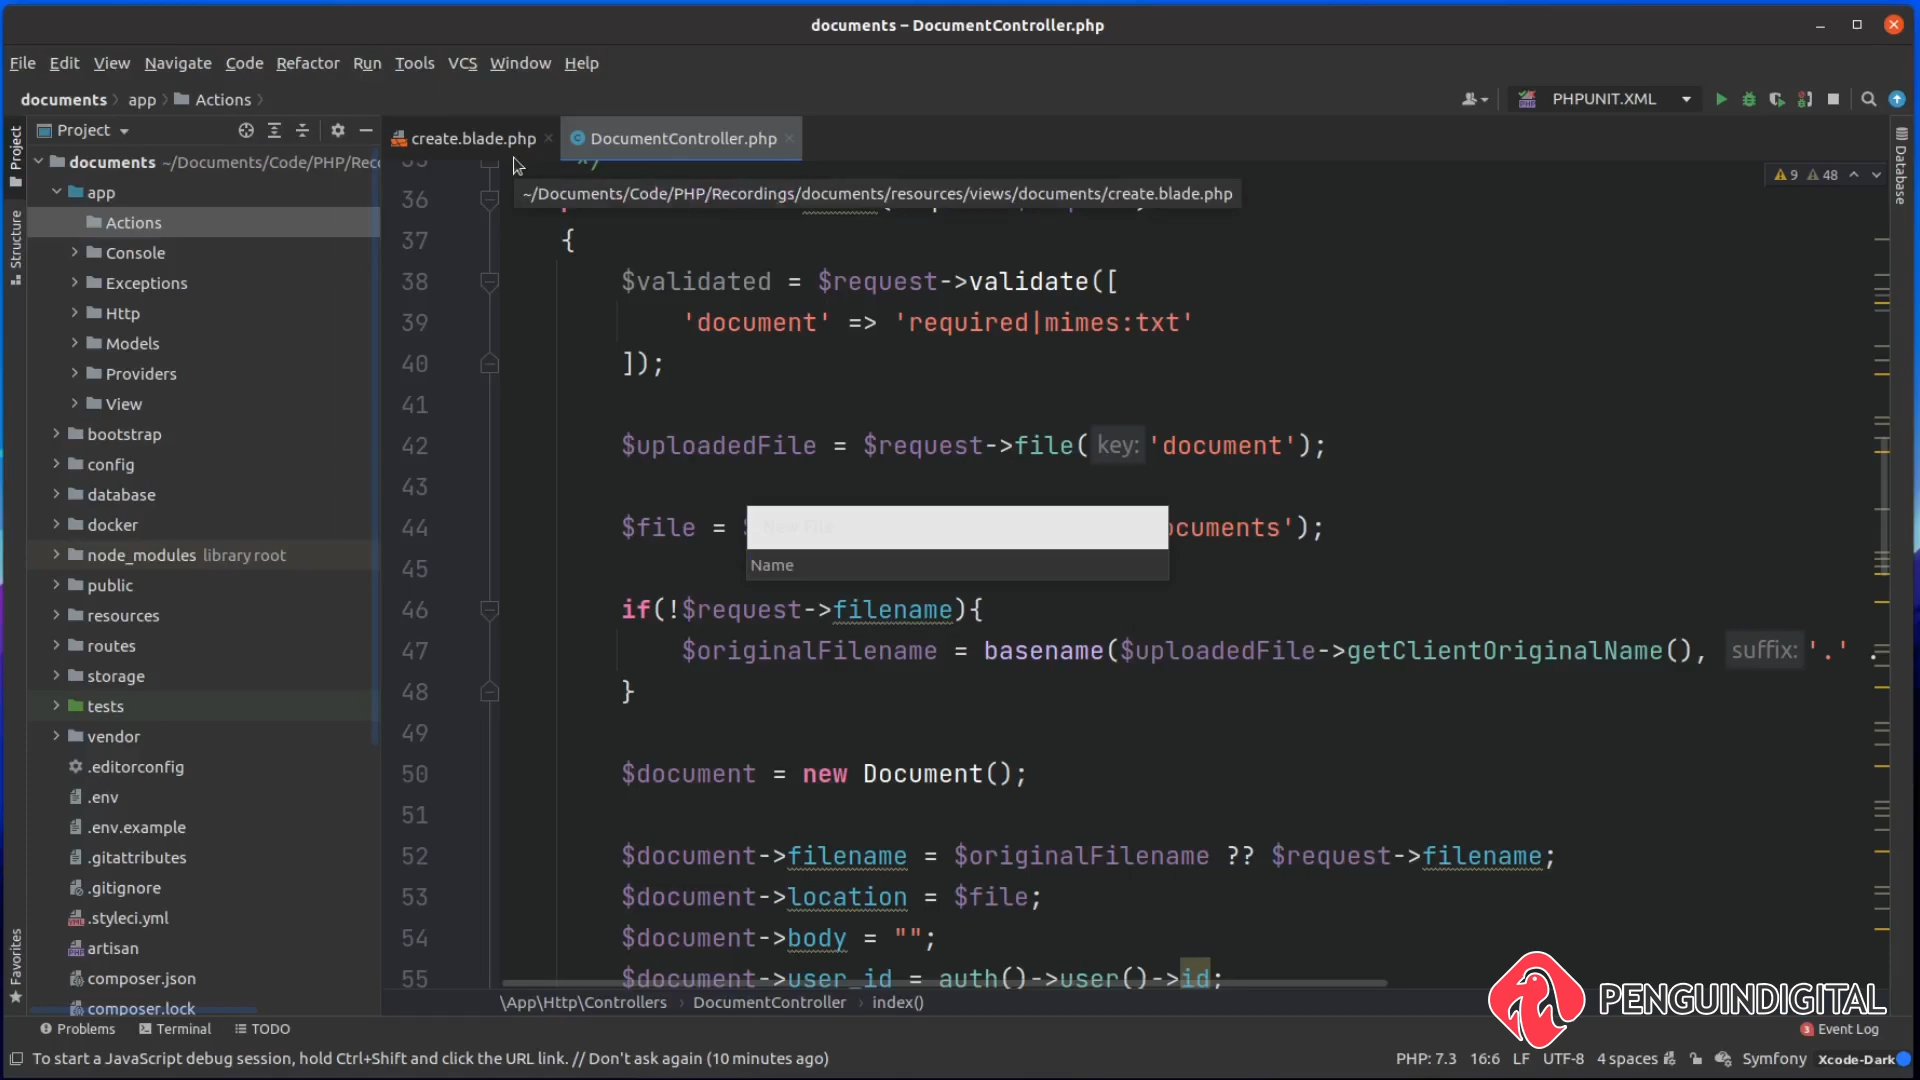 documents – DocumentController.php
File Edit View Navigate Code Refactor Run Tools VCS Window Help
documents app Actions
PHPUNIT.XML
Project
create.blade.php
DocumentController.php
Project
Structure
Favorites
Database
documents ~/Documents/Code/PHP/Rec
app
Actions
Console
Exceptions
Http
Models
Providers
View
bootstrap
config
database
docker
node_modules library root
public
resources
routes
storage
tests
vendor
.editorconfig
.env
.env.example
.gitattributes
.gitignore
.styleci.yml
artisan
composer.json
composer.lock
~/Documents/Code/PHP/Recordings/documents/resources/views/documents/create.blade.php
9 48
*/
36
37 {
38 $validated = $request->validate([
39 'document' => 'required|mimes:txt'
40 ]);
41
42 $uploadedFile = $request->file( key: 'document');
43
44 $file = ocuments');
New File
Name
45
46 if(!$request->filename){
47 $originalFilename = basename($uploadedFile->getClientOriginalName(), suffix: '.' .
48 }
49
50 $document = new Document();
51
52 $document->filename = $originalFilename ?? $request->filename;
53 $document->location = $file;
54 $document->body = "";
55 $document->user_id = auth()->user()->id;
\App\Http\Controllers DocumentController index()
PENGUINDIGITAL
Problems Terminal TODO
3 Event Log
To start a JavaScript debug session, hold Ctrl+Shift and click the URL link. // Don't ask again (10 minutes ago)
PHP: 7.3 16:6 LF UTF-8 4 spaces Symfony Xcode-Dark